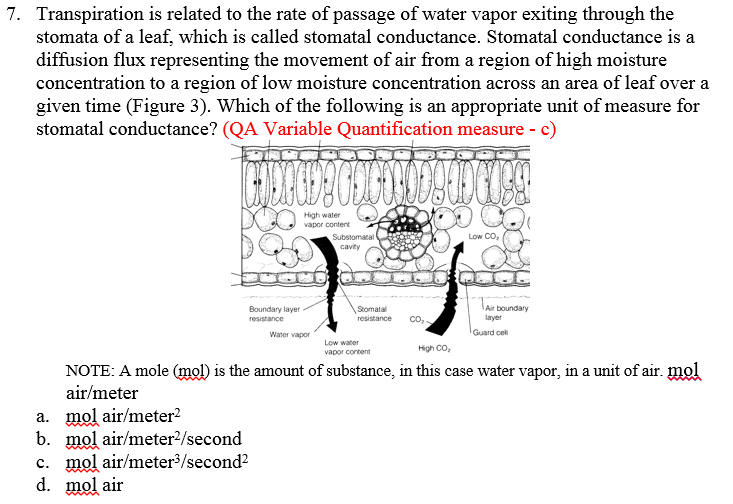 7. Transpiration is related to the rate of passage of water vapor exiting through the
stomata of a leaf, which is called stomatal conductance. Stomatal conductance is a
diffusion flux representing the movement of air from a region of high moisture
concentration to a region of low moisture concentration across an area of leaf over a
given time (Figure 3). Which of the following is an appropriate unit of measure for
stomatal conductance? (QA Variable Quantification measure - c)
High water
vapor content
Substomatal
cavity
Low CO₂
Boundary layer
resistance
Stomatal
resistance
CO₂
Air boundary
layer
Water vapor
Guard cell
Low water
vapor content
High CO₂
NOTE: A mole (mol) is the amount of substance, in this case water vapor, in a unit of air. mol
air/meter
a. mol air/meter²
b. mol air/meter²/second
c. mol air/meter³/second²
d. mol air